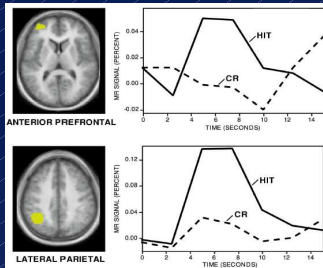 MR SIGNAL (PERCENT)
0.04
0.02
0.00
-0.02
HIT
CR
0 2 4 6 8 10 12 14
TIME (SECONDS)
ANTERIOR PREFRONTAL
MR SIGNAL (PERCENT)
0.12
0.08
0.04
0.00
HIT
CR
0 2 4 6 8 10 12 14
TIME (SECONDS)
LATERAL PARIETAL